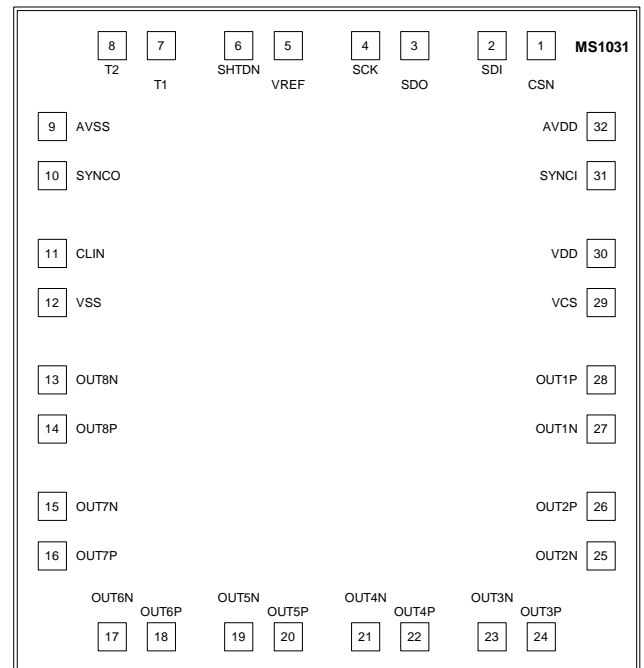 8 7 6 5 4 3 2 1 MS1031
T2 SHTDN SCK SDI
T1 VREF SDO CSN
9 AVSS AVDD 32
10 SYNCO SYNCI 31
11 CLIN VDD 30
12 VSS VCS 29
13 OUT8N OUT1P 28
14 OUT8P OUT1N 27
15 OUT7N OUT2P 26
16 OUT7P OUT2N 25
OUT6N OUT5N OUT4N OUT3N
OUT6P OUT5P OUT4P OUT3P
17 18 19 20 21 22 23 24